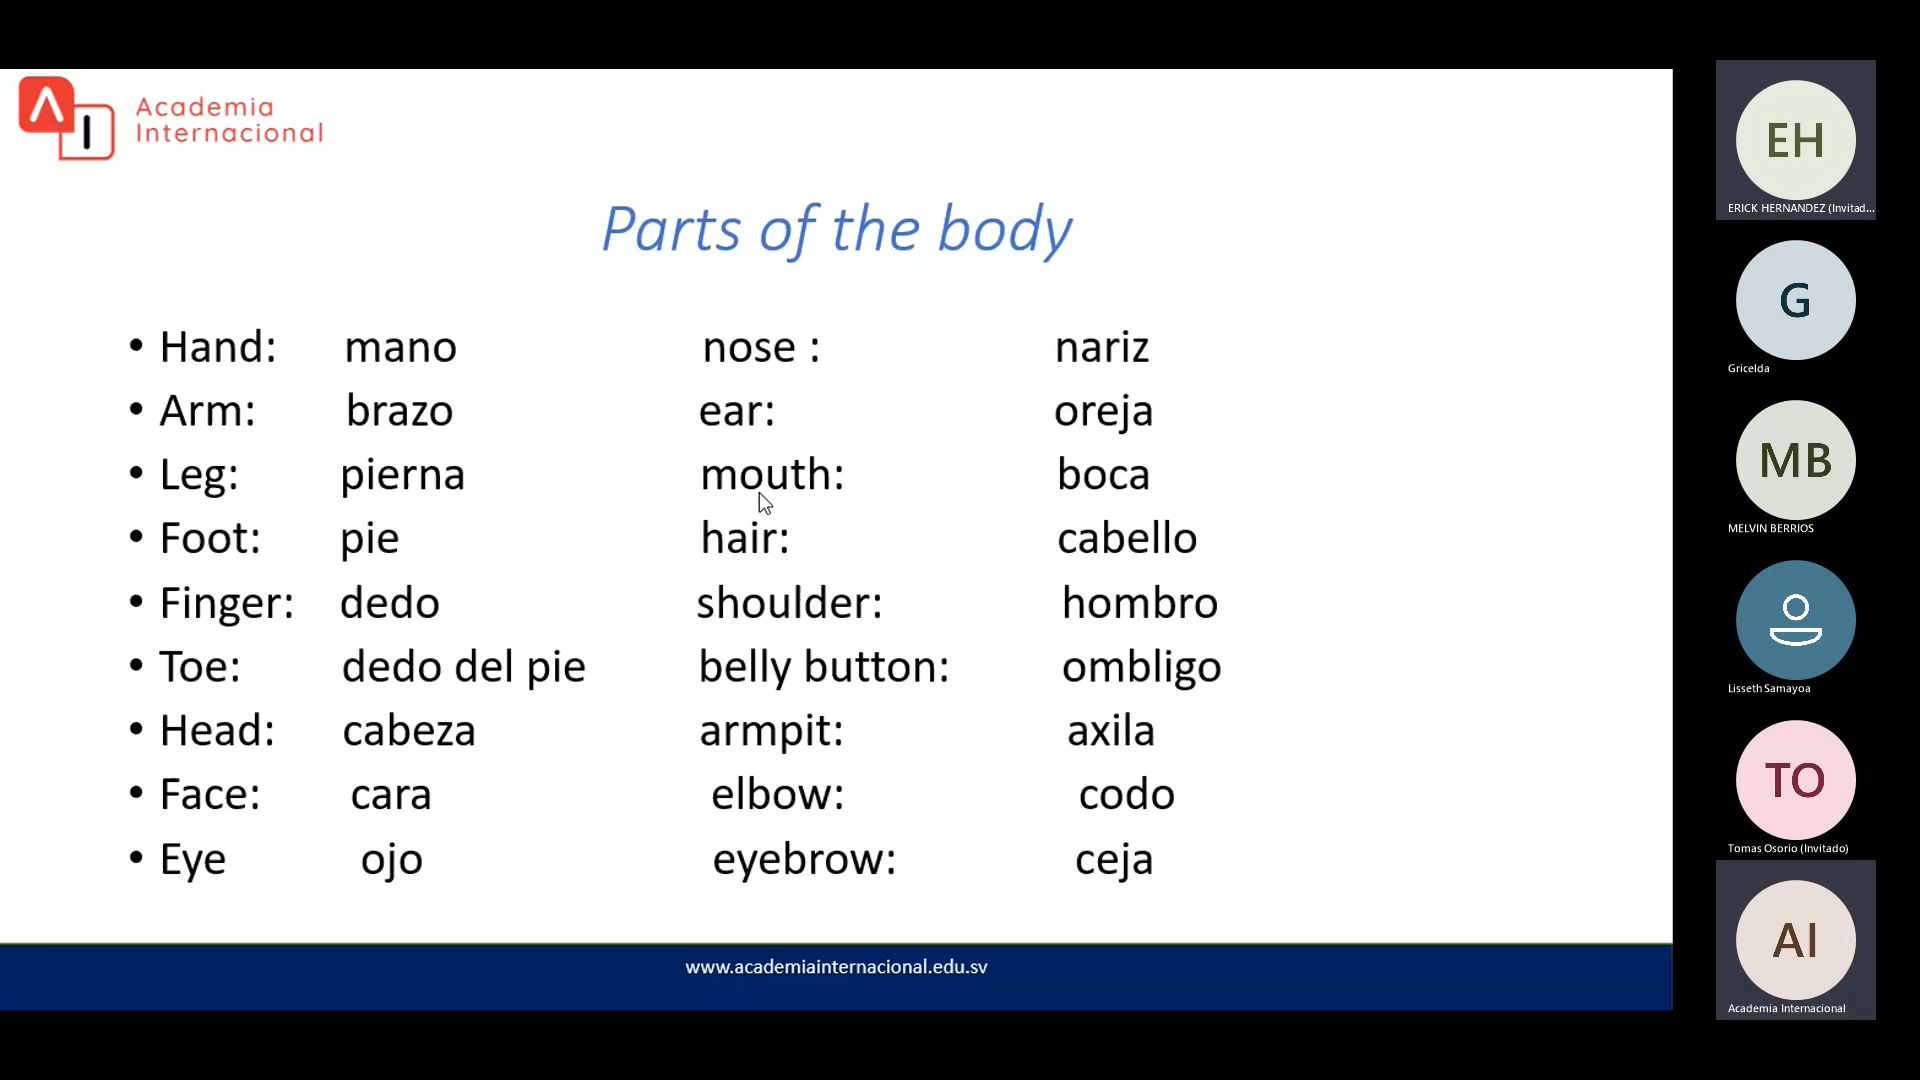 Academia
Internacional
Parts of the body
• Hand: mano nose : nariz
• Arm: brazo ear: oreja
• Leg: pierna mouth: boca
• Foot: pie hair: cabello
• Finger: dedo shoulder: hombro
• Toe: dedo del pie belly button: ombligo
• Head: cabeza armpit: axila
• Face: cara elbow: codo
• Eye ojo eyebrow: ceja
www.academiainternacional.edu.sv
EH
ERICK HERNANDEZ (Invitad...
G
Gricelda
MB
MELVIN BERRIOS
Lisseth Samayoa
TO
Tomas Osorio (Invitado)
AI
Academia Internacional